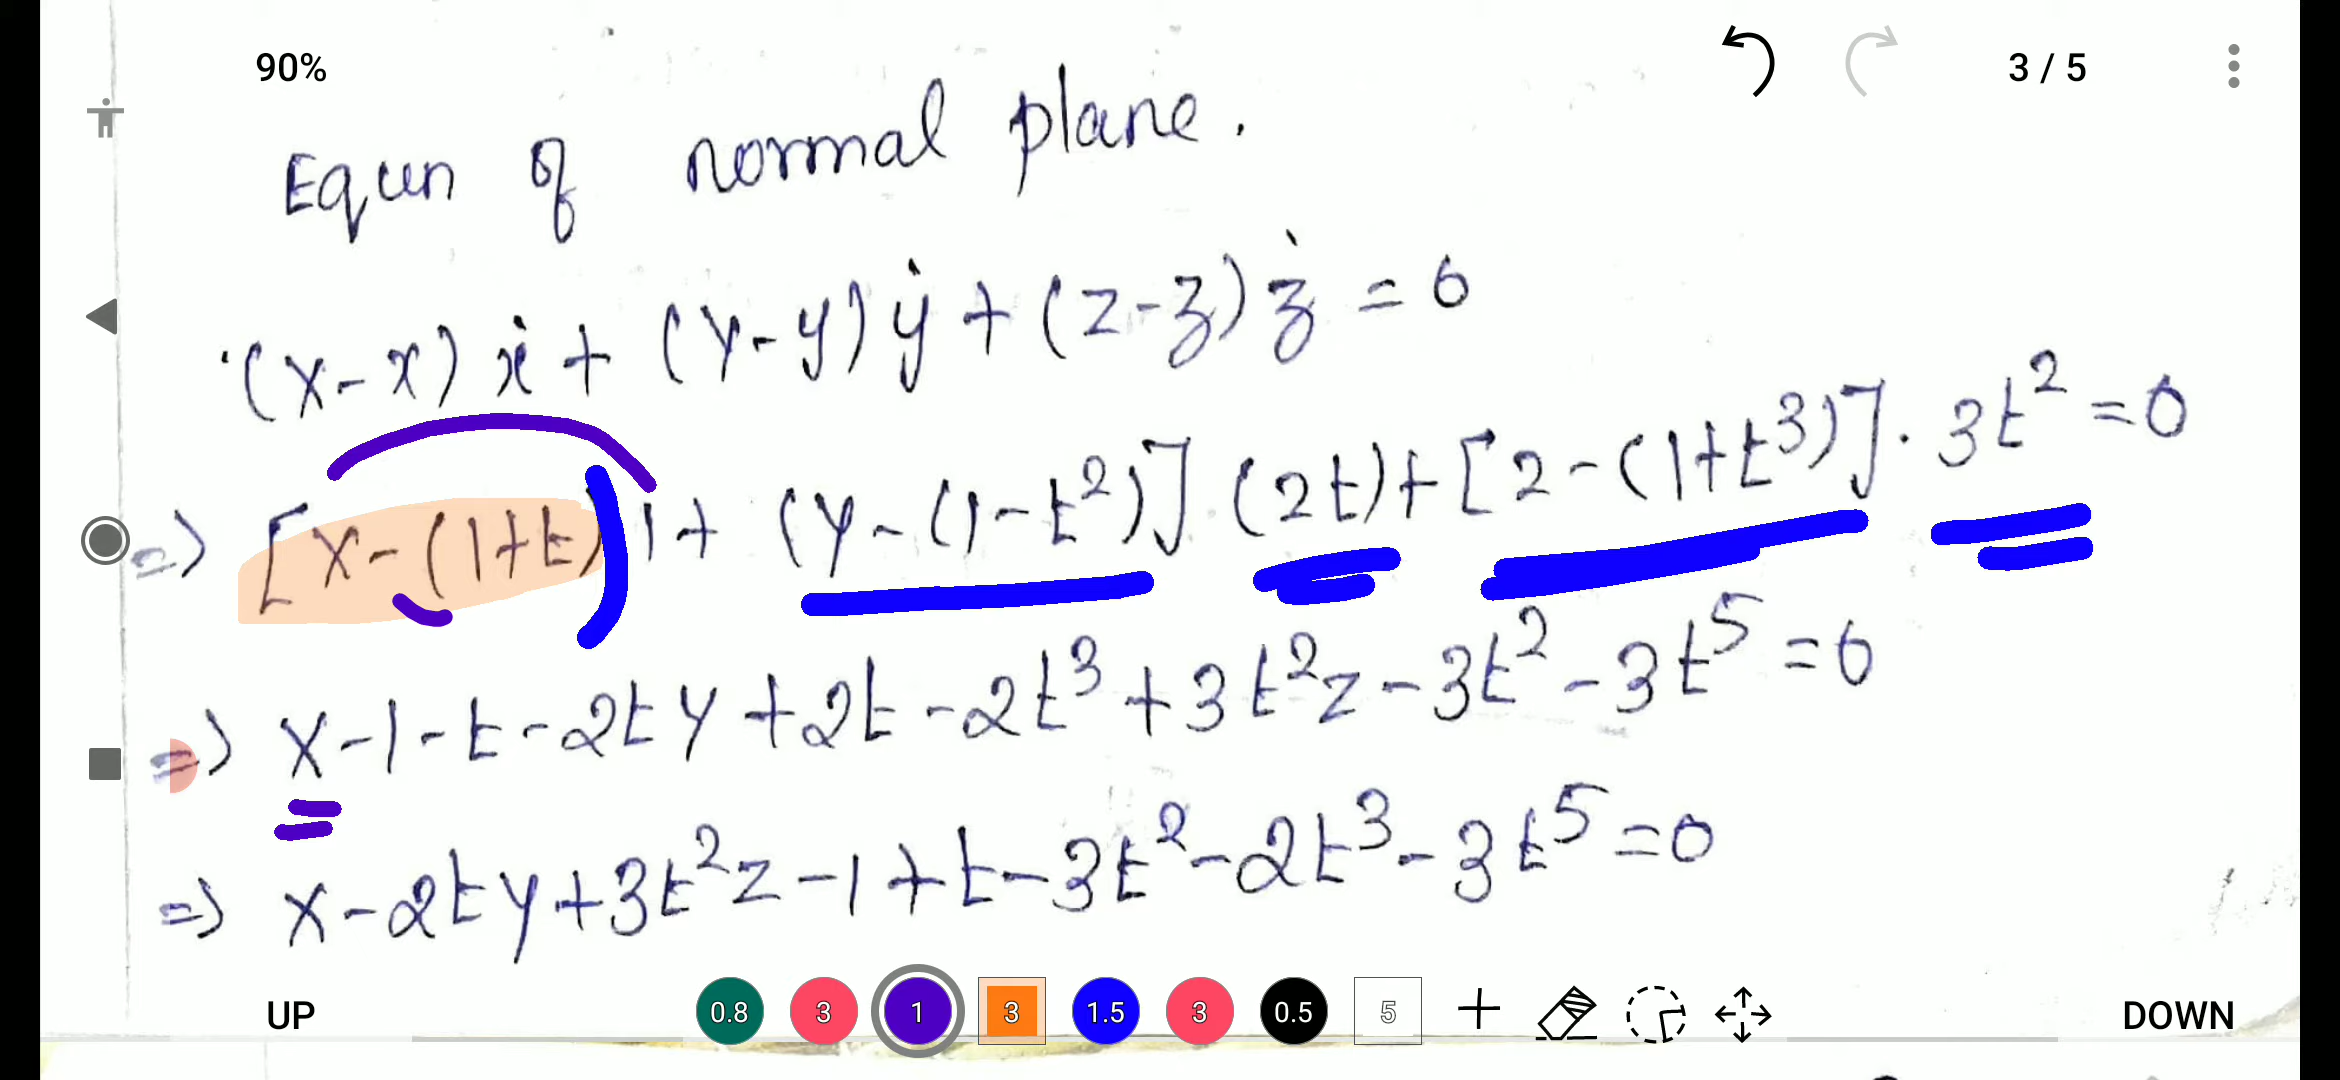 90%
3 / 5
Equn of normal plane.
(x-x) ẋ + (y-y) ẏ + (z-z) ż = 0
=> [x-(1+t) 1 + (y-(1-t²)] (2t) + [2-(1+t³)] . 3t² = 0
=> x-1-t-2ty+2t-2t³+3t²z-3t²-3t⁵=0
=> x-2ty+3t²z-1+t-3t²-2t³-3t⁵=0
UP
0.8 3 1 3 1.5 3 0.5 5
DOWN